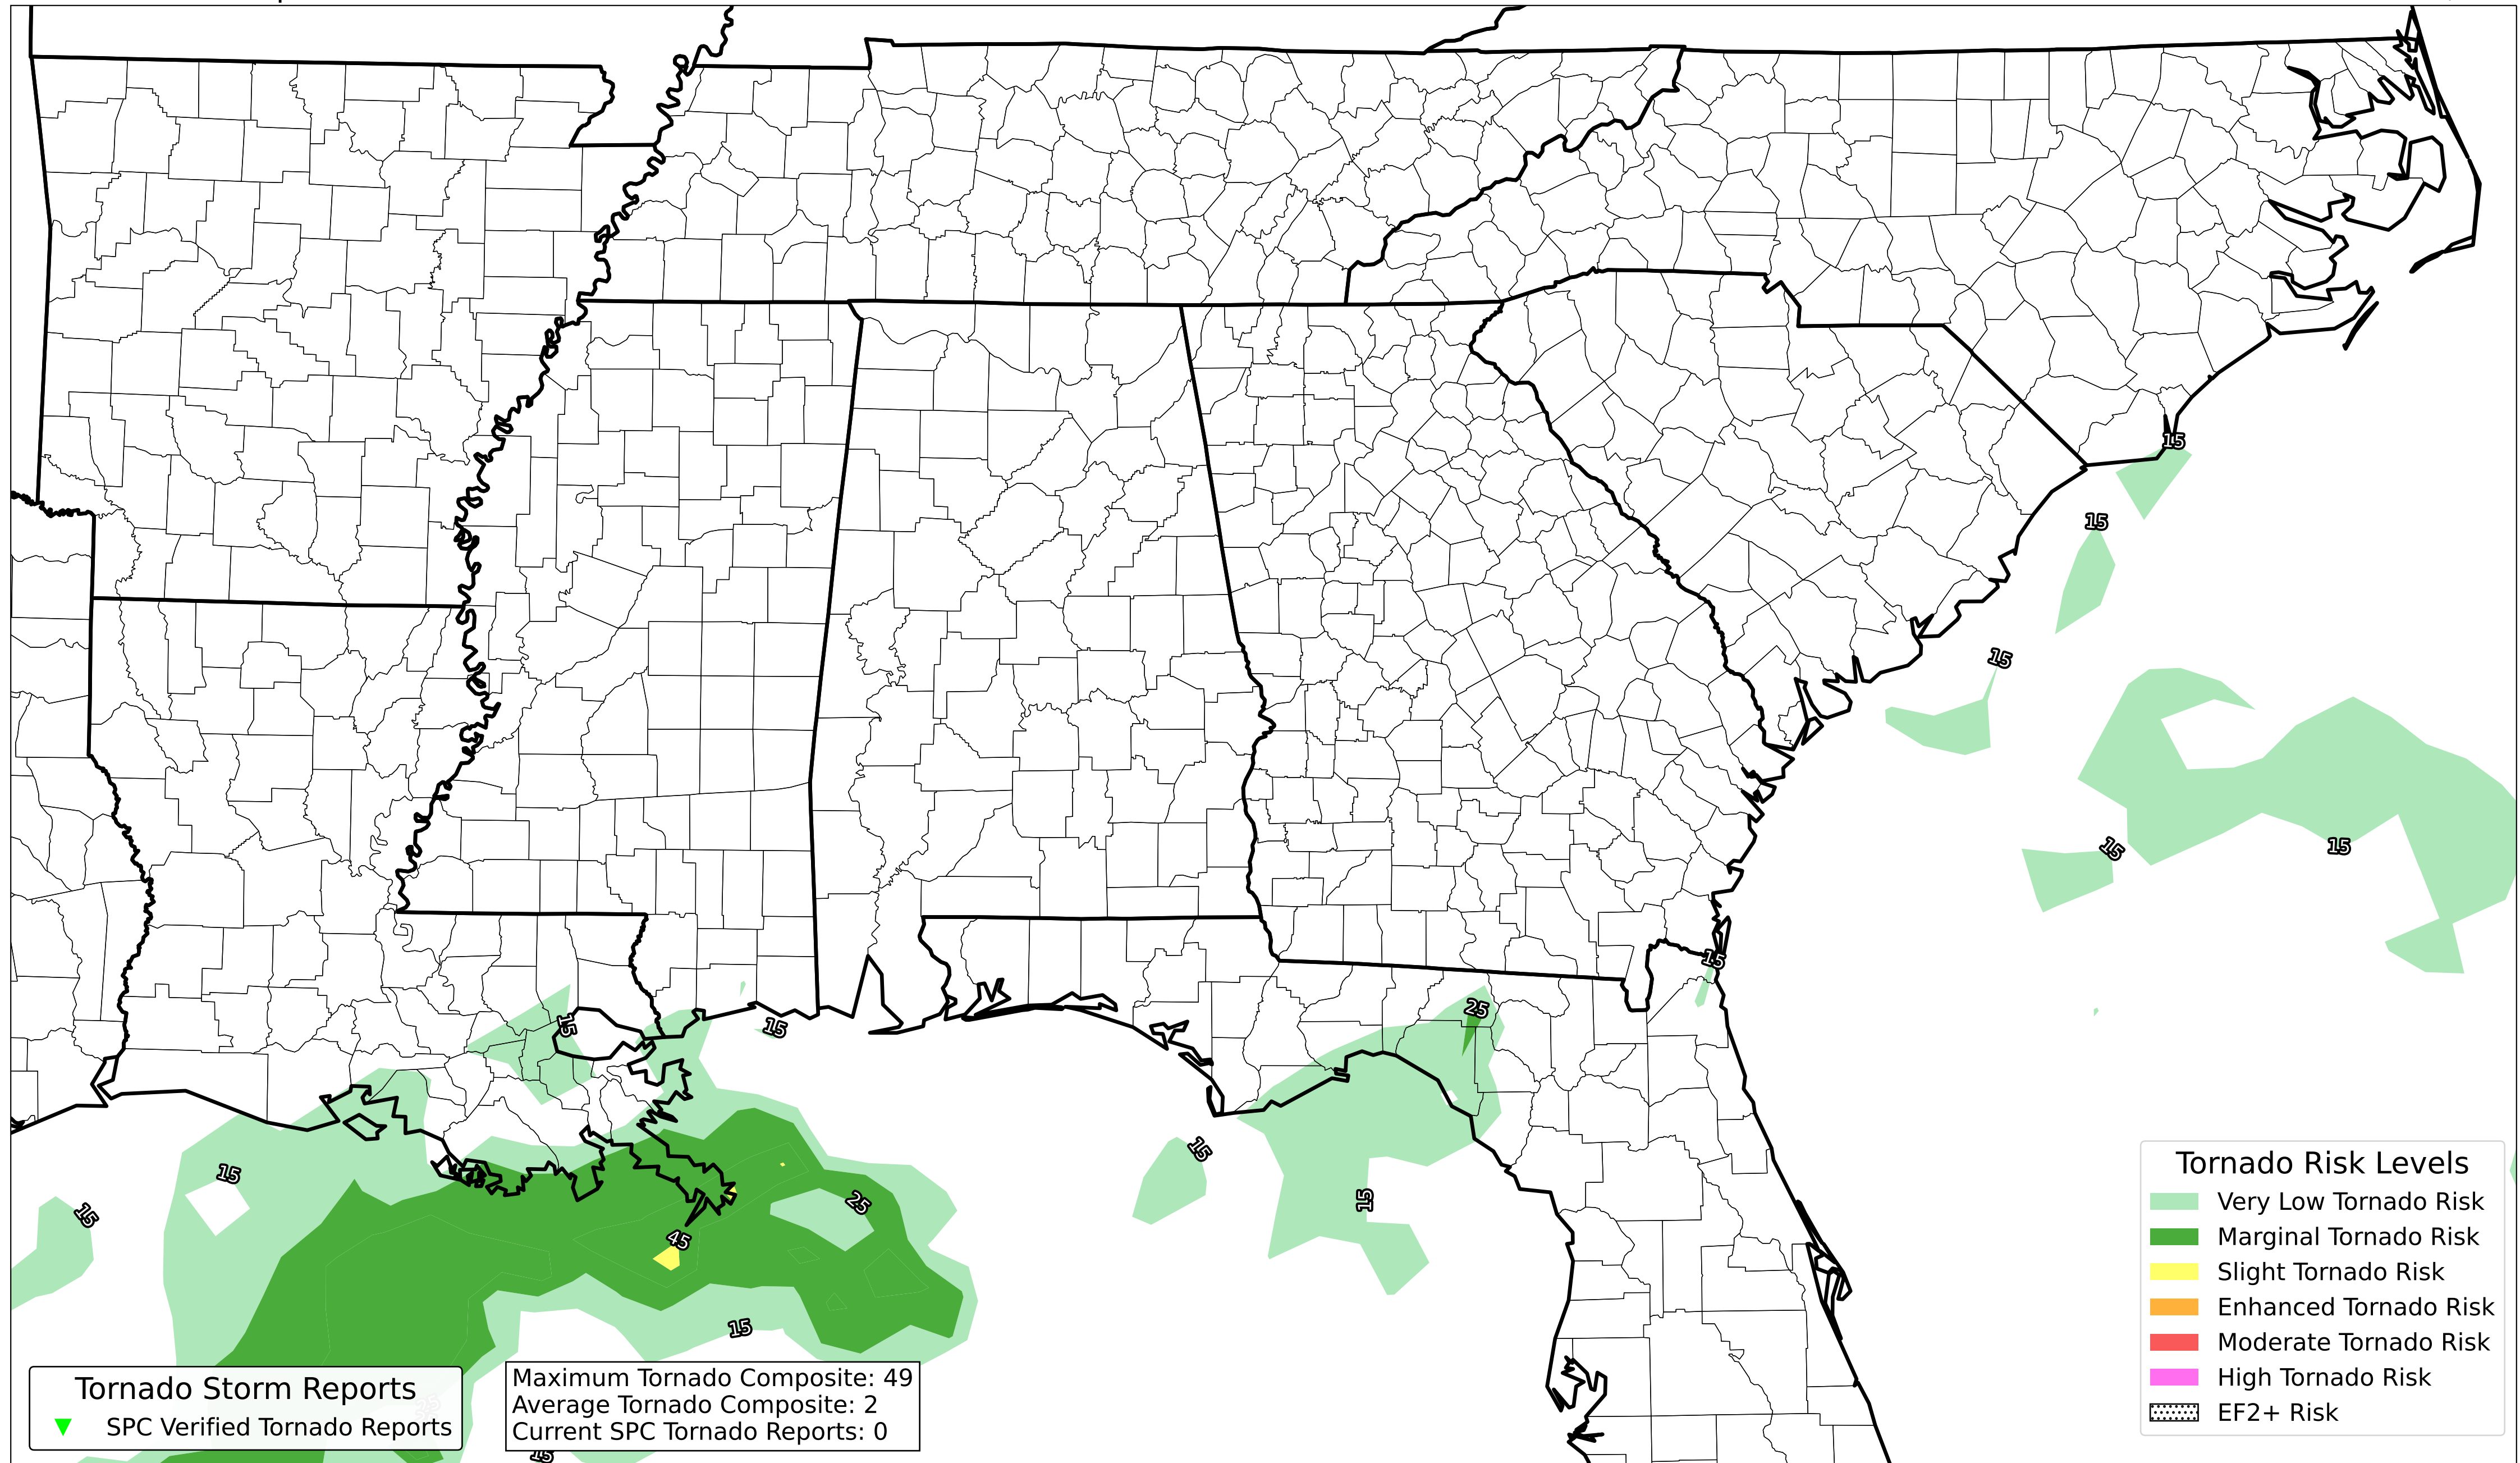 15
15
15
15
15
15
25
15
15
15
15
15
25
45
15
15
15
Tornado Risk Levels
Very Low Tornado Risk
Marginal Tornado Risk
Slight Tornado Risk
Enhanced Tornado Risk
Moderate Tornado Risk
High Tornado Risk
EF2+ Risk
Tornado Storm Reports
SPC Verified Tornado Reports
Maximum Tornado Composite: 49
Average Tornado Composite: 2
Current SPC Tornado Reports: 0
15